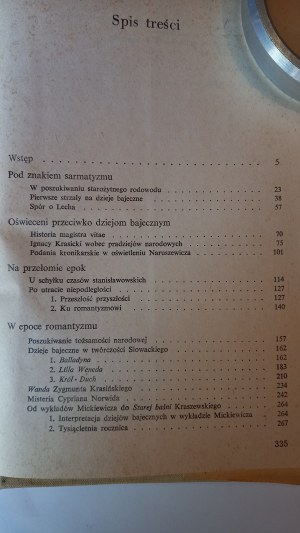 Spis treści
Wstęp . . . . . . . . . . . . . . . . . . . . 5
Pod znakiem sarmatyzmu
W poszukiwaniu starożytnego rodowodu . . . . . . . . . . 23
Pierwsze strzały na dzieje bajeczne . . . . . . . . . . 38
Spór o Lecha . . . . . . . . . . 57
Oświeceni przeciwko dziejom bajecznym
Historia magistra vitae . . . . . . . . . . 70
Ignacy Krasicki wobec pradziejów narodowych . . . . . . . . . . 75
Podania kronikarskie w oświetleniu Naruszewicza . . . . . . . . . . 101
Na przełomie epok
U schyłku czasów stanisławowskich . . . . . . . . . . 114
Po utracie niepodległości . . . . . . . . . . 127
1. Przeszłość przyszłości . . . . . . . . . . 127
2. Ku romantyzmowi . . . . . . . . . . 140
W epoce romantyzmu
Poszukiwanie tożsamości narodowej . . . . . . . . . . 157
Dzieje bajeczne w twórczości Słowackiego . . . . . . . . . . 162
1. Balladyna . . . . . . . . . . 162
2. Lilla Weneda . . . . . . . . . . 183
3. Król-Duch . . . . . . . . . . 210
Wanda Zygmunta Krasińskiego . . . . . . . . . . 234
Misteria Cypriana Norwida . . . . . . . . . . 242
Od wykładów Mickiewicza do Starej baśni Kraszewskiego . . . . 264
1. Interpretacja dziejów bajecznych w wykładzie Mickiewicza . . 264
2. Tysiącletnia rocznica . . . . . . . . . . 267
335